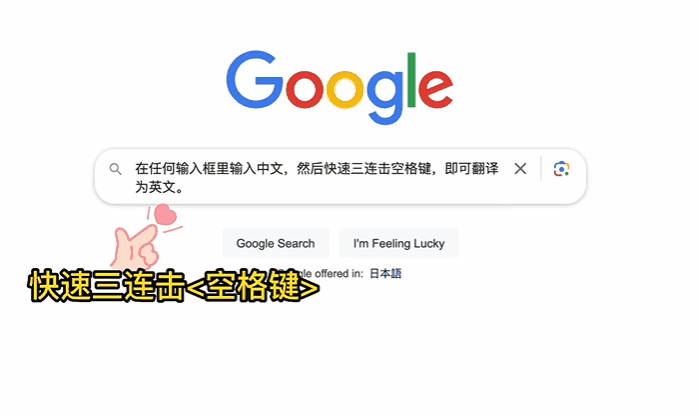 Google
在任何输入框里输入中文，然后快速三连击空格键，即可翻译
为英文。
Google Search
I'm Feeling Lucky
offered in: 日本語
快速三连击<空格键>